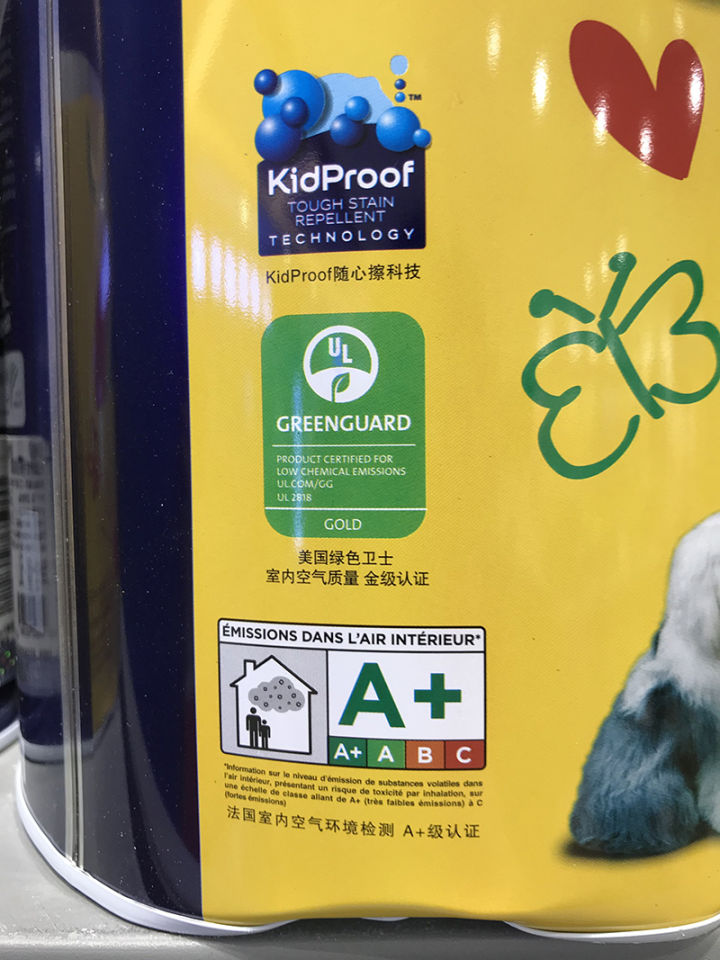 ™
KidProof
TOUGH STAIN
REPELLENT
TECHNOLOGY
KidProof随心擦科技
UL
GREENGUARD
PRODUCT CERTIFIED FOR
LOW CHEMICAL EMISSIONS
UL.COM/GG
UL 2818
GOLD
美国绿色卫士
室内空气质量 金级认证
ÉMISSIONS DANS L'AIR INTÉRIEUR*
A+
A+ A B C
*Information sur le niveau d'émission de substances volatiles dans
l'air intérieur, présentant un risque de toxicité par inhalation, sur
une échelle de classe allant de A+ (très faibles émissions) à C
(fortes émissions)
法国室内空气环境检测 A+级认证